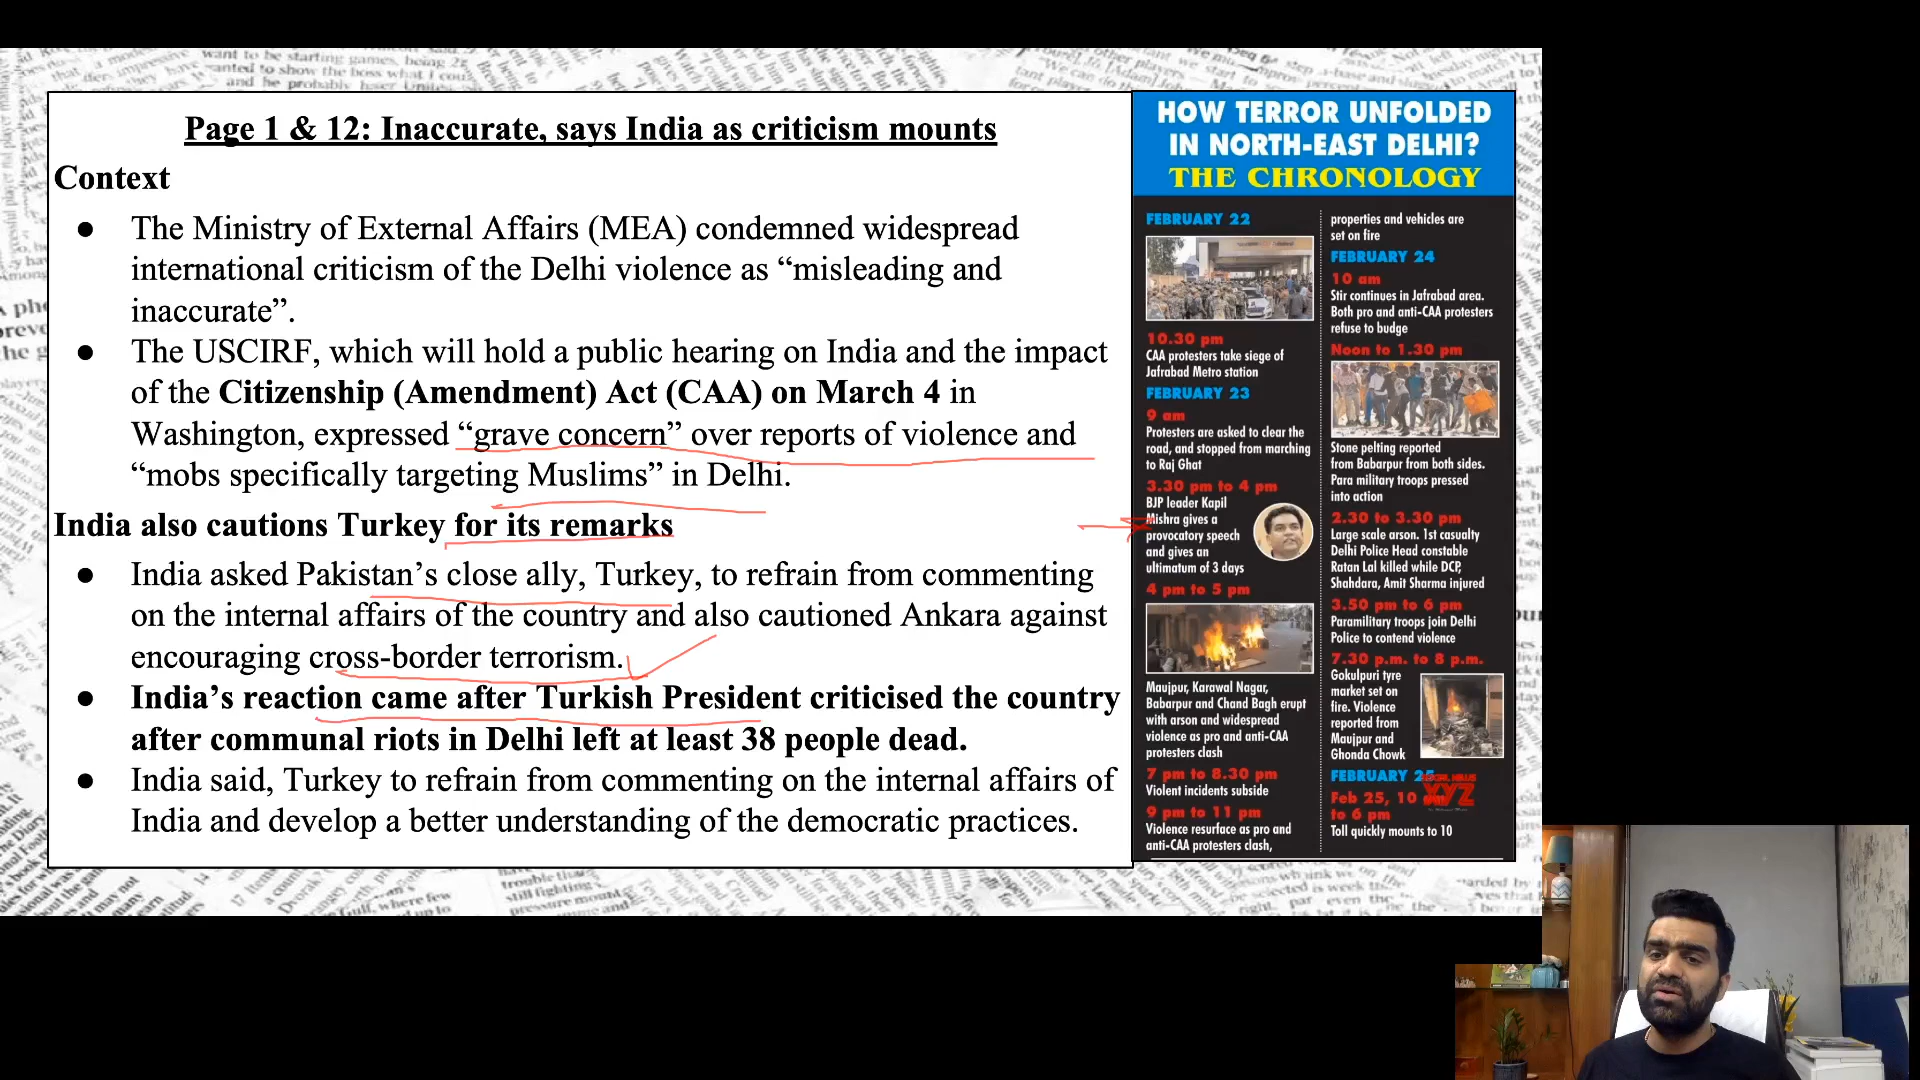 Page 1 & 12: Inaccurate, says India as criticism mounts
Context
● The Ministry of External Affairs (MEA) condemned widespread
international criticism of the Delhi violence as “misleading and
inaccurate”.
● The USCIRF, which will hold a public hearing on India and the impact
of the Citizenship (Amendment) Act (CAA) on March 4 in
Washington, expressed “grave concern” over reports of violence and
“mobs specifically targeting Muslims” in Delhi.
India also cautions Turkey for its remarks
● India asked Pakistan’s close ally, Turkey, to refrain from commenting
on the internal affairs of the country and also cautioned Ankara against
encouraging cross-border terrorism.
● India’s reaction came after Turkish President criticised the country
after communal riots in Delhi left at least 38 people dead.
● India said, Turkey to refrain from commenting on the internal affairs of
India and develop a better understanding of the democratic practices.
HOW TERROR UNFOLDED
IN NORTH-EAST DELHI?
THE CHRONOLOGY
FEBRUARY 22
10.30 pm
CAA protesters take siege of
Jafrabad Metro station
FEBRUARY 23
9 am
Protesters are asked to clear the
road, and stopped from marching
to Raj Ghat
3.30 pm to 4 pm
BJP leader Kapil
Mishra gives a
provocatory speech
and gives an
ultimatum of 3 days
4 pm to 5 pm
Maujpur, Karawal Nagar,
Babarpur and Chand Bagh erupt
with arson and widespread
violence as pro and anti-CAA
protesters clash
7 pm to 8.30 pm
Violent incidents subside
9 pm to 11 pm
Violence resurface as pro and
anti-CAA protesters clash,
properties and vehicles are
set on fire
FEBRUARY 24
10 am
Stir continues in Jafrabad area.
Both pro and anti-CAA protesters
refuse to budge
Noon to 1.30 pm
Stone pelting reported
from Babarpur from both sides.
Para military troops pressed
into action
2.30 to 3.30 pm
Large scale arson. 1st casualty
Delhi Police Head constable
Ratan Lal killed while DCP,
Shahdara, Amit Sharma injured
3.50 pm to 6 pm
Paramilitary troops join Delhi
Police to contend violence
7.30 p.m. to 8 p.m.
Gokulpuri tyre
market set on
fire. Violence
reported from
Maujpur and
Ghonda Chowk
FEBRUARY 25
Feb 25, 10
to 6 pm
Toll quickly mounts to 10
XYZ